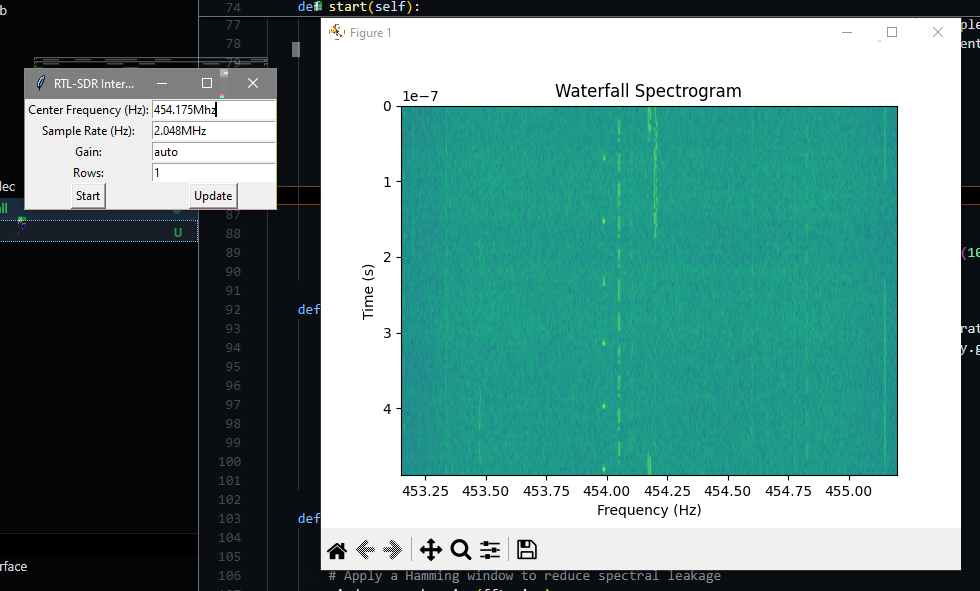 b
74 def start(self):
77
78
79
Figure 1
ple
ent
RTL-SDR Inter...
Center Frequency (Hz): 454.175Mhz
Sample Rate (Hz): 2.048MHz
Gain: auto
Rows: 1
Start Update
lec
ll
U
87
88
89
90
91
92 def
93
94
95
96
97
98
99
100
101
102
103 def
104
105
106 # Apply a Hamming window to reduce spectral leakage
Waterfall Spectrogram
1e-7
0
1
2
3
4
Time (s)
453.25 453.50 453.75 454.00 454.25 454.50 454.75 455.00
Frequency (Hz)
(10
rat
y.g
rface